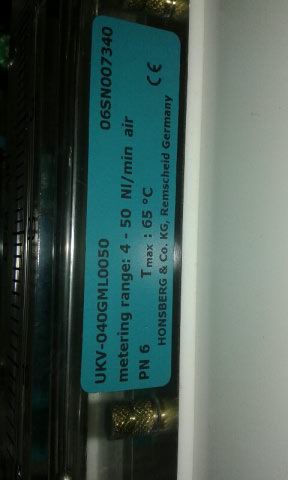 UKV-040GML0050 06SN007340
metering range: 4 - 50 Nl/min air
PN 6 Tmax : 65 °C CE
HONSBERG & Co. KG, Remscheid Germany